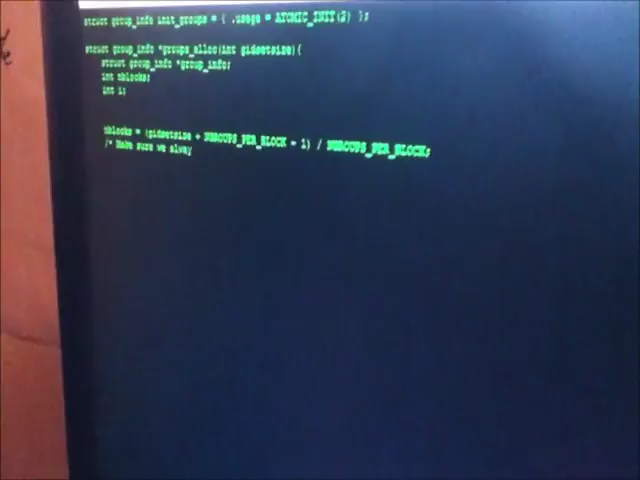 struct group_info init_groups = { .usage = ATOMIC_INIT(2) };
struct group_info *groups_alloc(int gidsetsize){
struct group_info *group_info;
int nblocks;
int i;
nblocks = (gidsetsize + NGROUPS_PER_BLOCK - 1) / NGROUPS_PER_BLOCK;
/* Make sure we alway